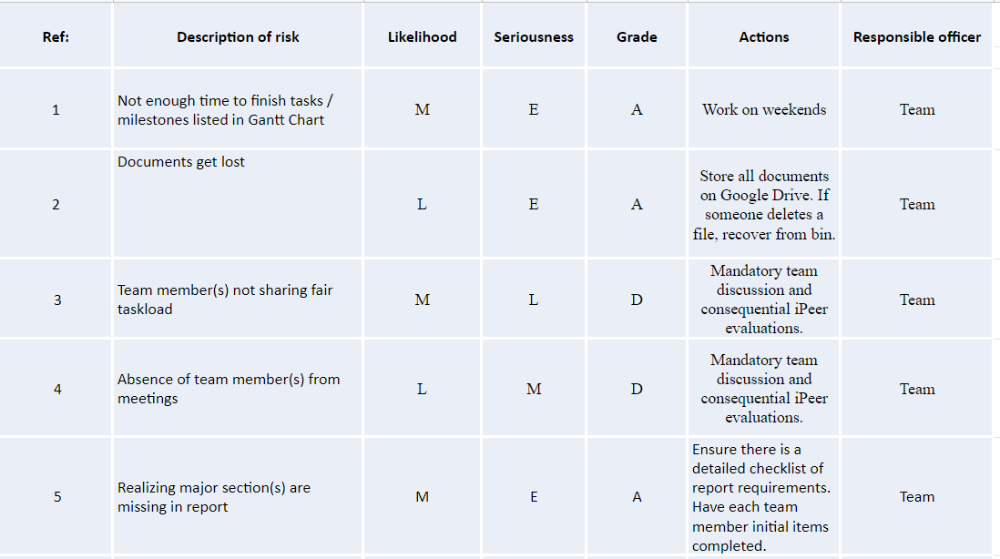 Ref: Description of risk Likelihood Seriousness Grade Actions Responsible officer
1
Not enough time to finish tasks /
milestones listed in Gantt Chart
M
E
A
Work on weekends
Team
2
Documents get lost
L
E
A
Store all documents
on Google Drive. If
someone deletes a
file, recover from bin.
Team
3
Team member(s) not sharing fair
taskload
M
L
D
Mandatory team
discussion and
consequential iPeer
evaluations.
Team
4
Absence of team member(s) from
meetings
L
M
D
Mandatory team
discussion and
consequential iPeer
evaluations.
Team
5
Realizing major section(s) are
missing in report
M
E
A
Ensure there is a
detailed checklist of
report requirements.
Have each team
member initial items
completed.
Team